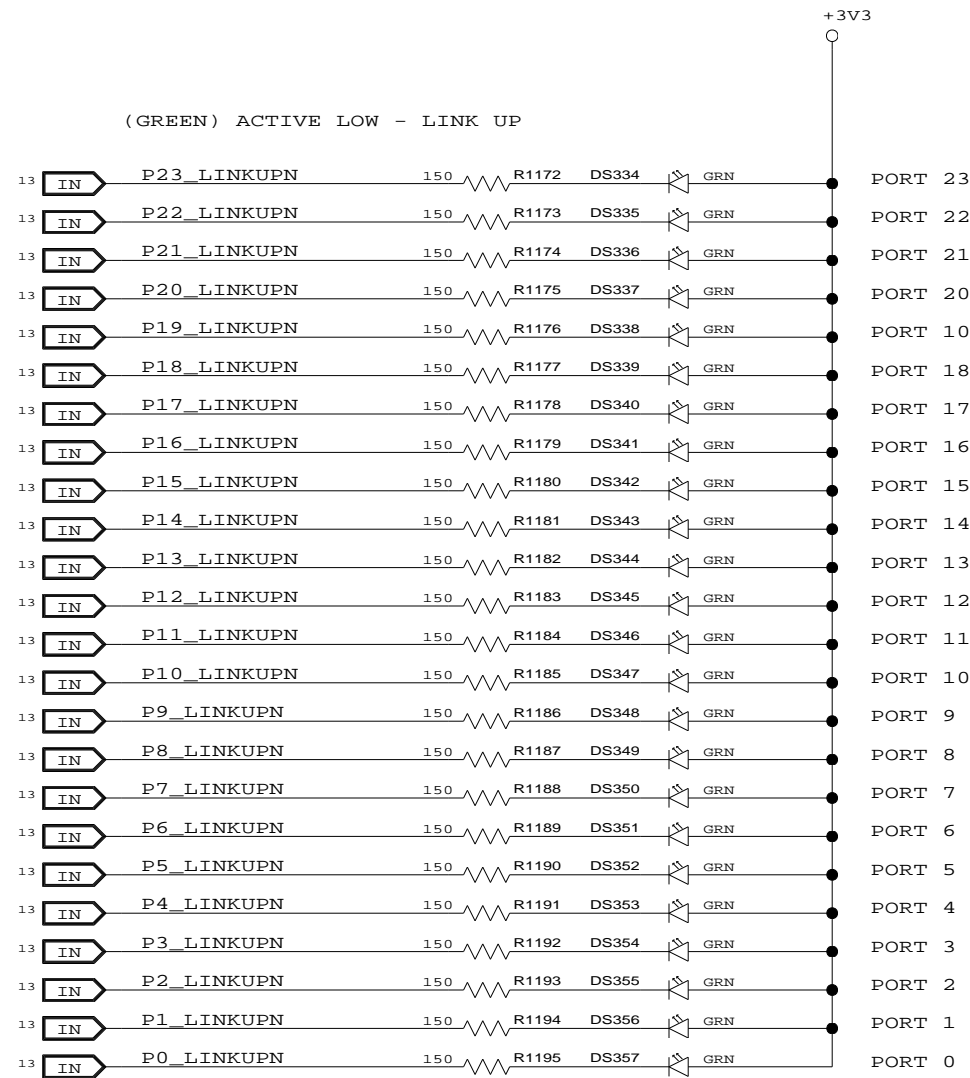 +3V3
(GREEN) ACTIVE LOW - LINK UP
13 IN P23_LINKUPN 150 R1172 DS334 GRN PORT 23
13 IN P22_LINKUPN 150 R1173 DS335 GRN PORT 22
13 IN P21_LINKUPN 150 R1174 DS336 GRN PORT 21
13 IN P20_LINKUPN 150 R1175 DS337 GRN PORT 20
13 IN P19_LINKUPN 150 R1176 DS338 GRN PORT 10
13 IN P18_LINKUPN 150 R1177 DS339 GRN PORT 18
13 IN P17_LINKUPN 150 R1178 DS340 GRN PORT 17
13 IN P16_LINKUPN 150 R1179 DS341 GRN PORT 16
13 IN P15_LINKUPN 150 R1180 DS342 GRN PORT 15
13 IN P14_LINKUPN 150 R1181 DS343 GRN PORT 14
13 IN P13_LINKUPN 150 R1182 DS344 GRN PORT 13
13 IN P12_LINKUPN 150 R1183 DS345 GRN PORT 12
13 IN P11_LINKUPN 150 R1184 DS346 GRN PORT 11
13 IN P10_LINKUPN 150 R1185 DS347 GRN PORT 10
13 IN P9_LINKUPN 150 R1186 DS348 GRN PORT 9
13 IN P8_LINKUPN 150 R1187 DS349 GRN PORT 8
13 IN P7_LINKUPN 150 R1188 DS350 GRN PORT 7
13 IN P6_LINKUPN 150 R1189 DS351 GRN PORT 6
13 IN P5_LINKUPN 150 R1190 DS352 GRN PORT 5
13 IN P4_LINKUPN 150 R1191 DS353 GRN PORT 4
13 IN P3_LINKUPN 150 R1192 DS354 GRN PORT 3
13 IN P2_LINKUPN 150 R1193 DS355 GRN PORT 2
13 IN P1_LINKUPN 150 R1194 DS356 GRN PORT 1
13 IN P0_LINKUPN 150 R1195 DS357 GRN PORT 0